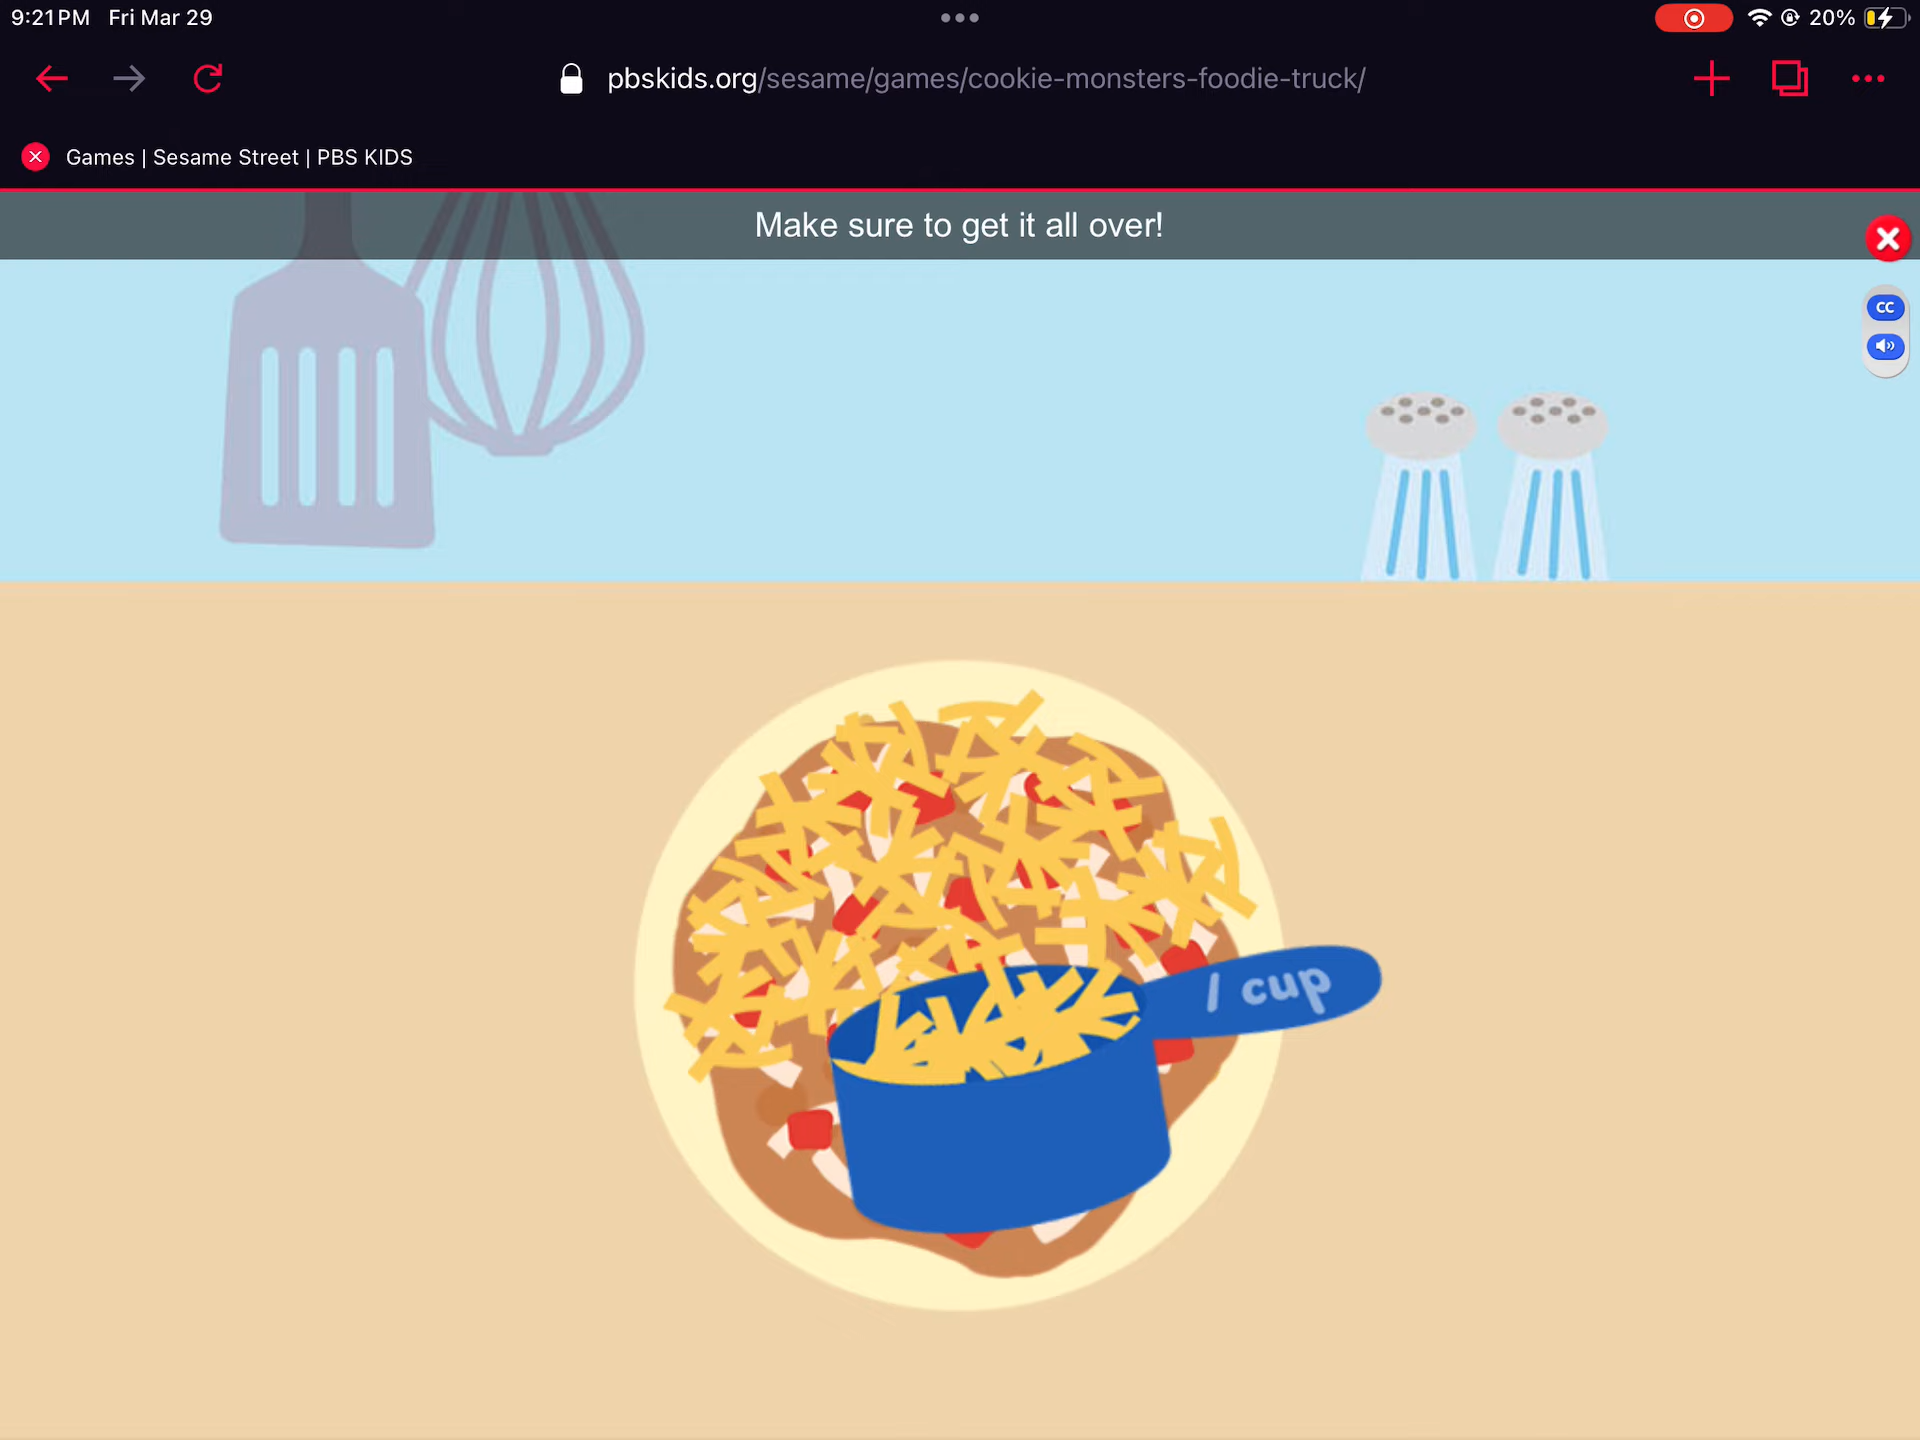 9:21 PM Fri Mar 29
20%
pbskids.org/sesame/games/cookie-monsters-foodie-truck/
Games | Sesame Street | PBS KIDS
Make sure to get it all over!
CC
1 cup